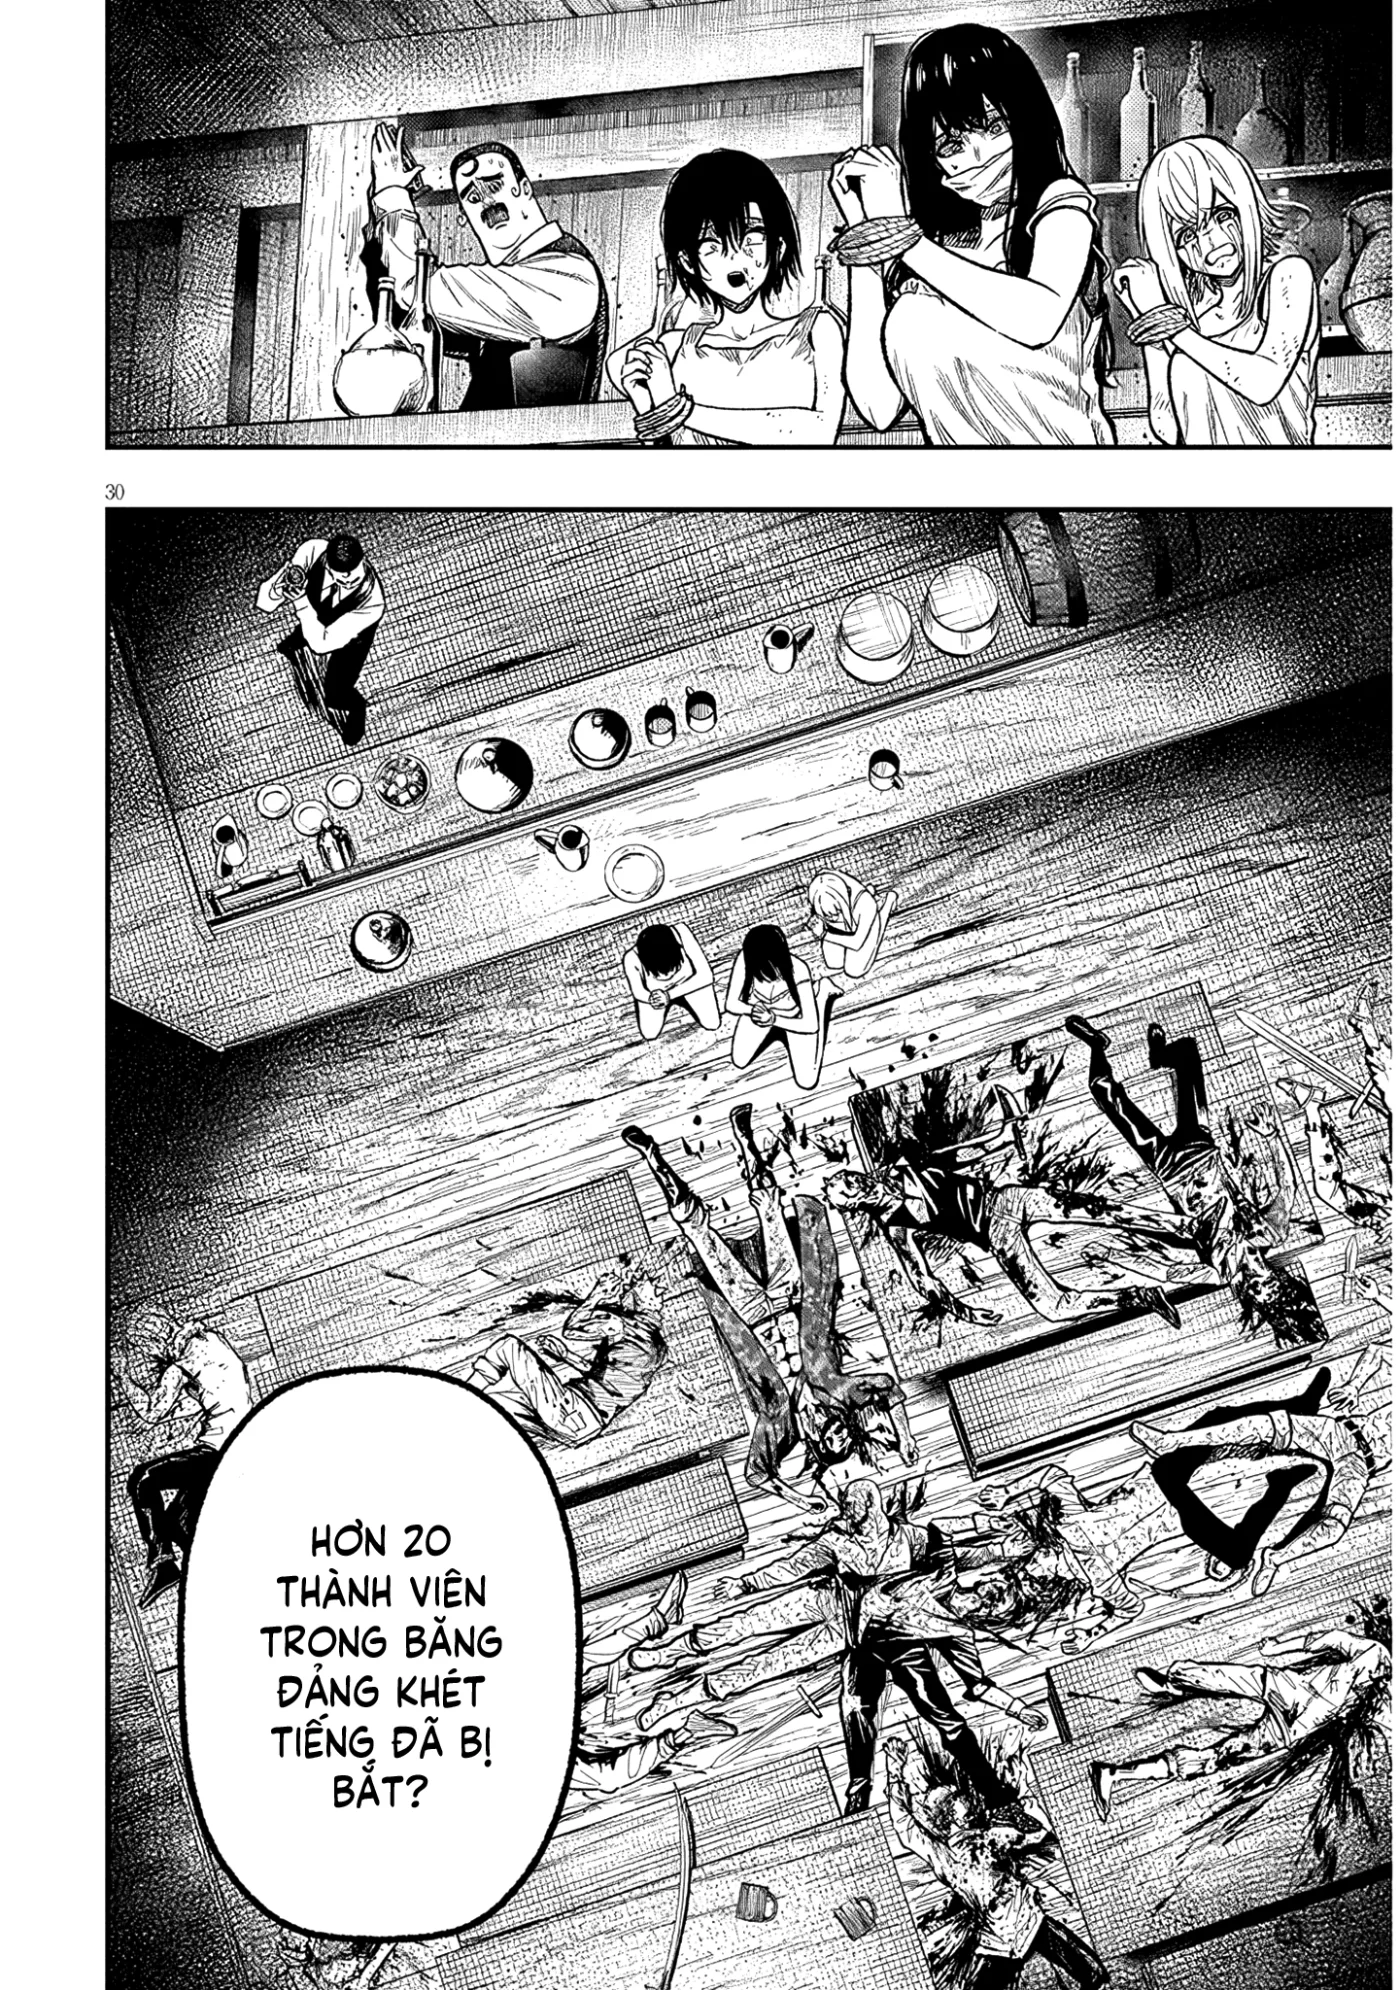 30
HƠN 20
THÀNH VIÊN
TRONG BĂNG
ĐẢNG KHÉT
TIẾNG ĐÃ BỊ
BẮT?